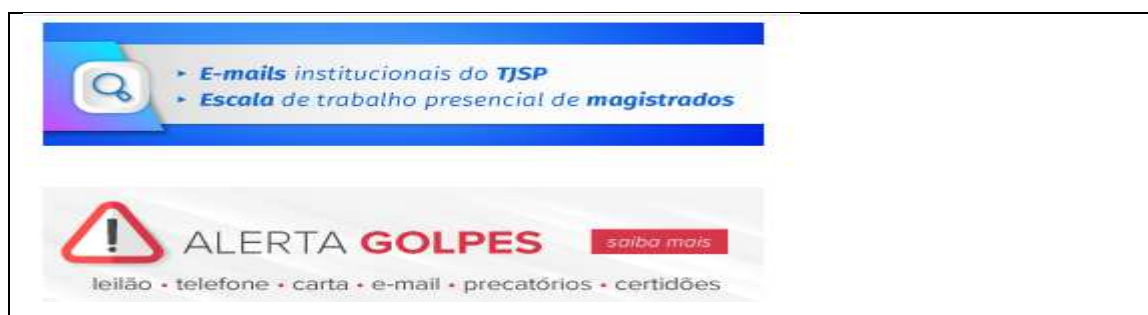 ‣ E-mails institucionais do TJSP
‣ Escala de trabalho presencial de magistrados
ALERTA GOLPES saiba mais
leilão • telefone • carta • e-mail • precatórios • certidões